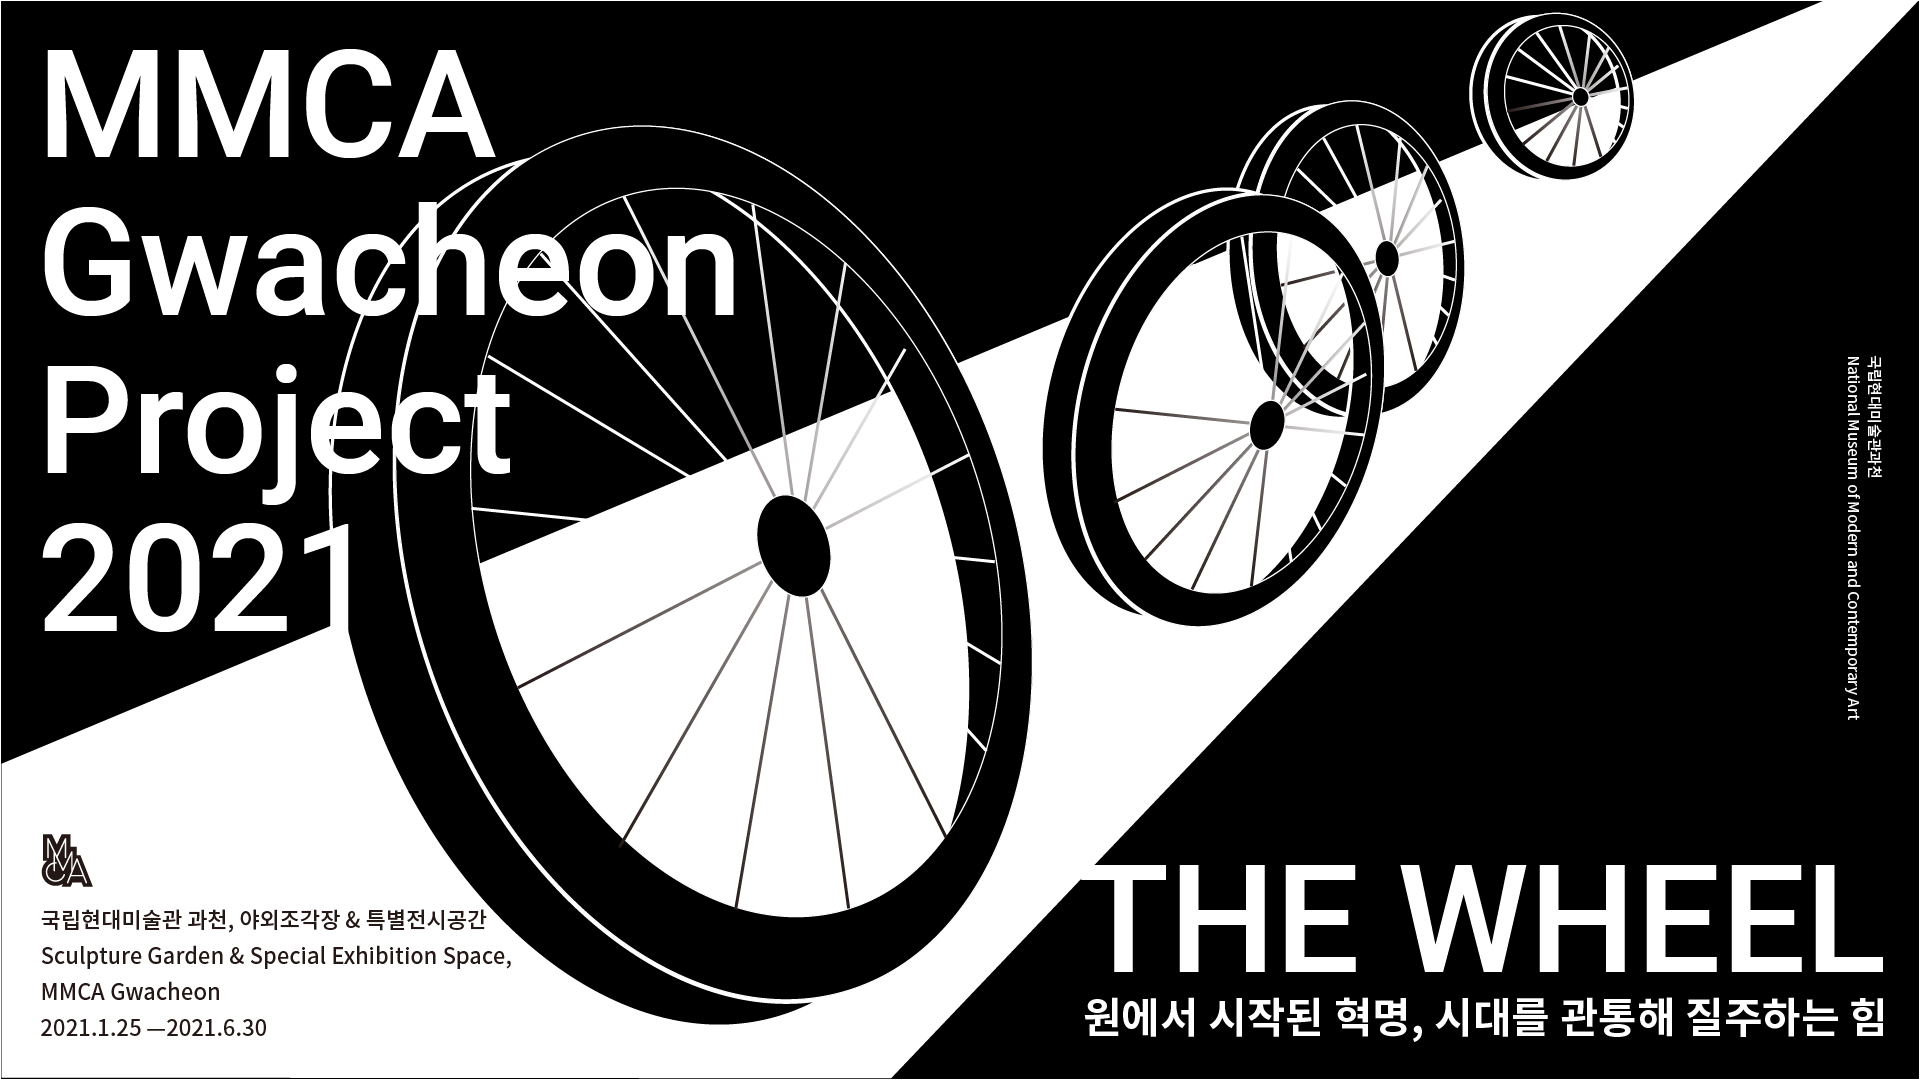 MMCA
Gwacheon
Project
2021
국립현대미술관과천
National Museum of Modern and Contemporary Art
MMCA
국립현대미술관 과천, 야외조각장 & 특별전시공간
Sculpture Garden & Special Exhibition Space,
MMCA Gwacheon
2021.1.25 —2021.6.30
THE WHEEL
원에서 시작된 혁명, 시대를 관통해 질주하는 힘